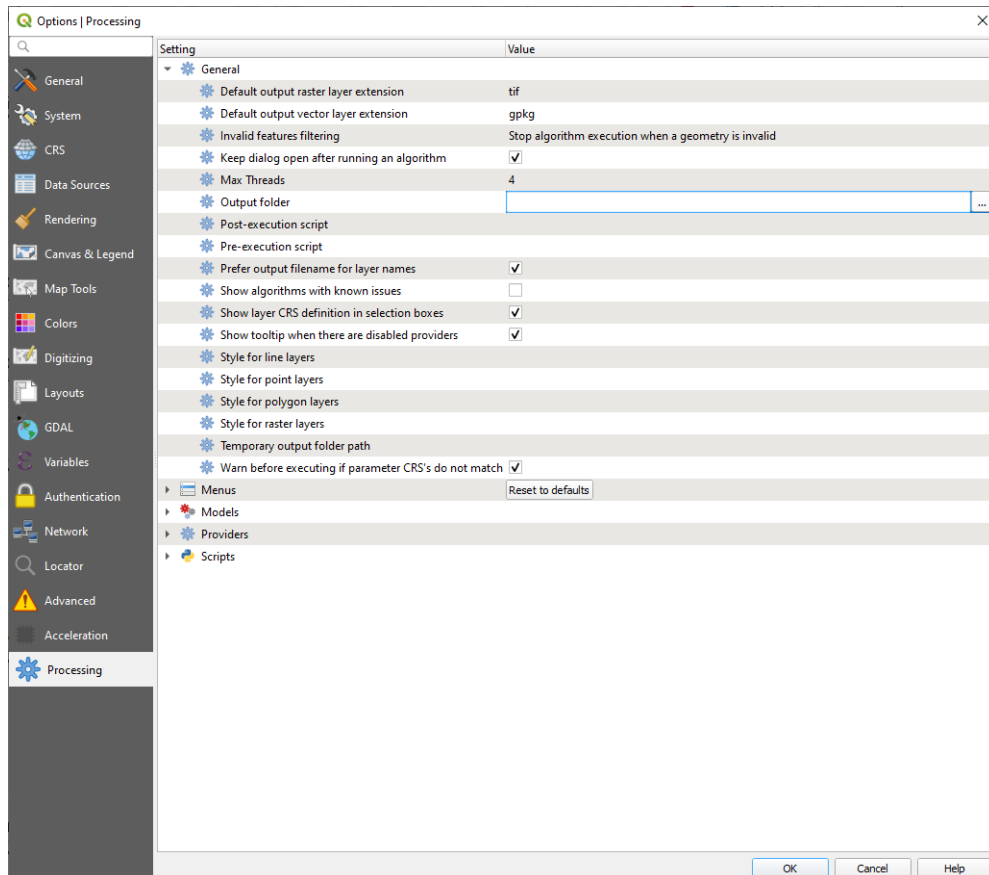 Options | Processing
General
System
CRS
Data Sources
Rendering
Canvas & Legend
Map Tools
Colors
Digitizing
Layouts
GDAL
Variables
Authentication
Network
Locator
Advanced
Acceleration
Processing
Setting Value
General
Default output raster layer extension tif
Default output vector layer extension gpkg
Invalid features filtering Stop algorithm execution when a geometry is invalid
Keep dialog open after running an algorithm
Max Threads 4
Output folder ...
Post-execution script
Pre-execution script
Prefer output filename for layer names
Show algorithms with known issues
Show layer CRS definition in selection boxes
Show tooltip when there are disabled providers
Style for line layers
Style for point layers
Style for polygon layers
Style for raster layers
Temporary output folder path
Warn before executing if parameter CRS's do not match
Menus Reset to defaults
Models
Providers
Scripts
OK Cancel Help